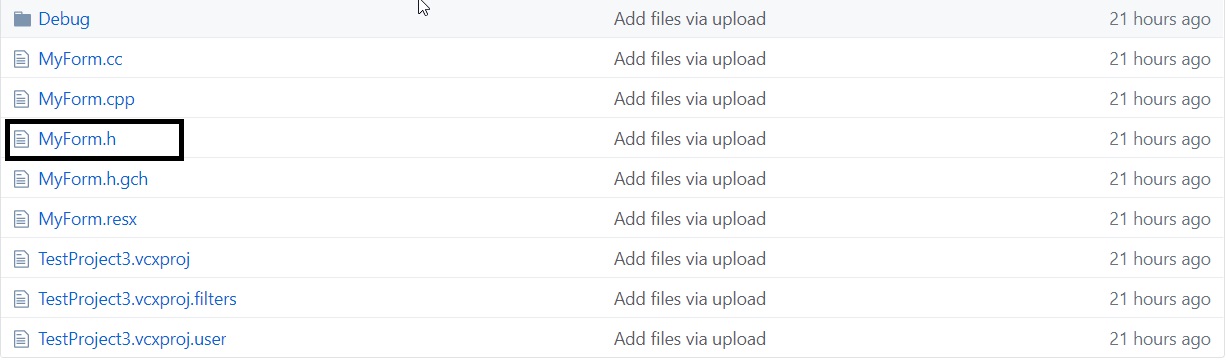 Debug Add files via upload 21 hours ago
MyForm.cc Add files via upload 21 hours ago
MyForm.cpp Add files via upload 21 hours ago
MyForm.h Add files via upload 21 hours ago
MyForm.h.gch Add files via upload 21 hours ago
MyForm.resx Add files via upload 21 hours ago
TestProject3.vcxproj Add files via upload 21 hours ago
TestProject3.vcxproj.filters Add files via upload 21 hours ago
TestProject3.vcxproj.user Add files via upload 21 hours ago